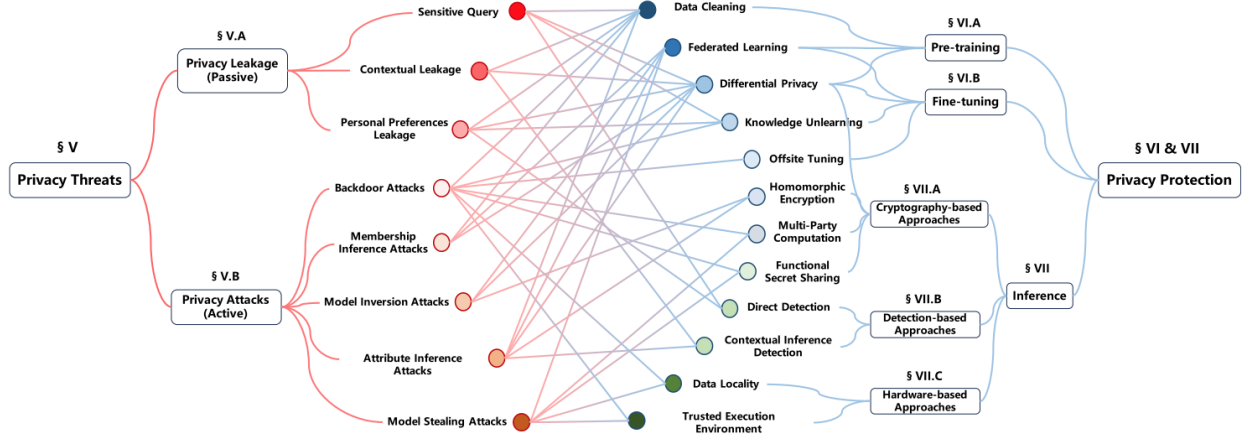 § V
Privacy Threats
§ V.A
Privacy Leakage
(Passive)
§ V.B
Privacy Attacks
(Active)
Sensitive Query
Contextual Leakage
Personal Preferences
Leakage
Backdoor Attacks
Membership
Inference Attacks
Model Inversion Attacks
Attribute Inference
Attacks
Model Stealing Attacks
Data Cleaning
Federated Learning
Differential Privacy
Knowledge Unlearning
Offsite Tuning
Homomorphic
Encryption
Multi-Party
Computation
Functional
Secret Sharing
Direct Detection
Contextual Inference
Detection
Data Locality
Trusted Execution
Environment
§ VI.A
Pre-training
§ VI.B
Fine-tuning
§ VII.A
Cryptography-based
Approaches
§ VII.B
Detection-based
Approaches
§ VII.C
Hardware-based
Approaches
§ VII
Inference
§ VI & VII
Privacy Protection